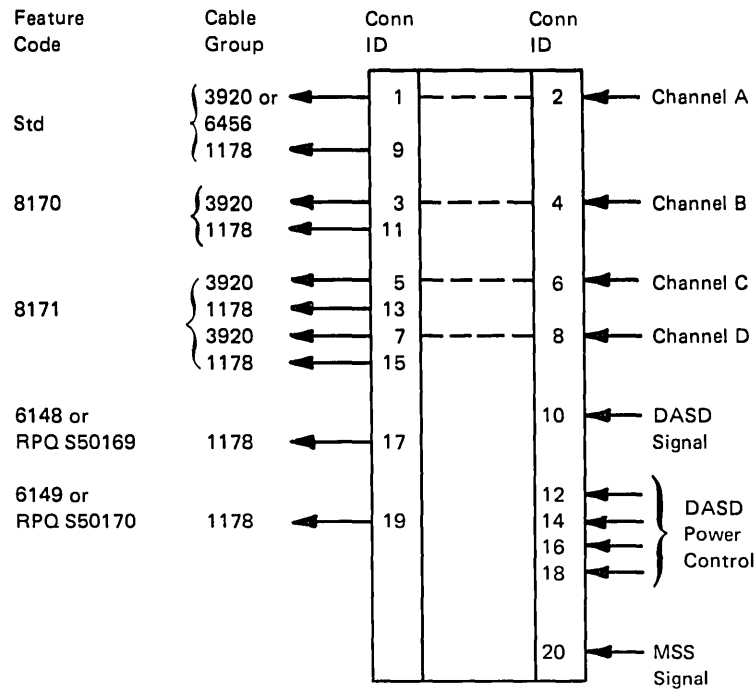 Feature Cable Conn Conn
Code Group ID ID
3920 or 1 2 Channel A
Std 6456
1178 9
8170 3920 3 4 Channel B
1178 11
3920 5 6 Channel C
8171 1178 13
3920 7 8 Channel D
1178 15
6148 or 10 DASD
RPQ S50169 1178 17 Signal
6149 or 12
RPQ S50170 1178 19 14 DASD
16 Power
18 Control
20 MSS
Signal